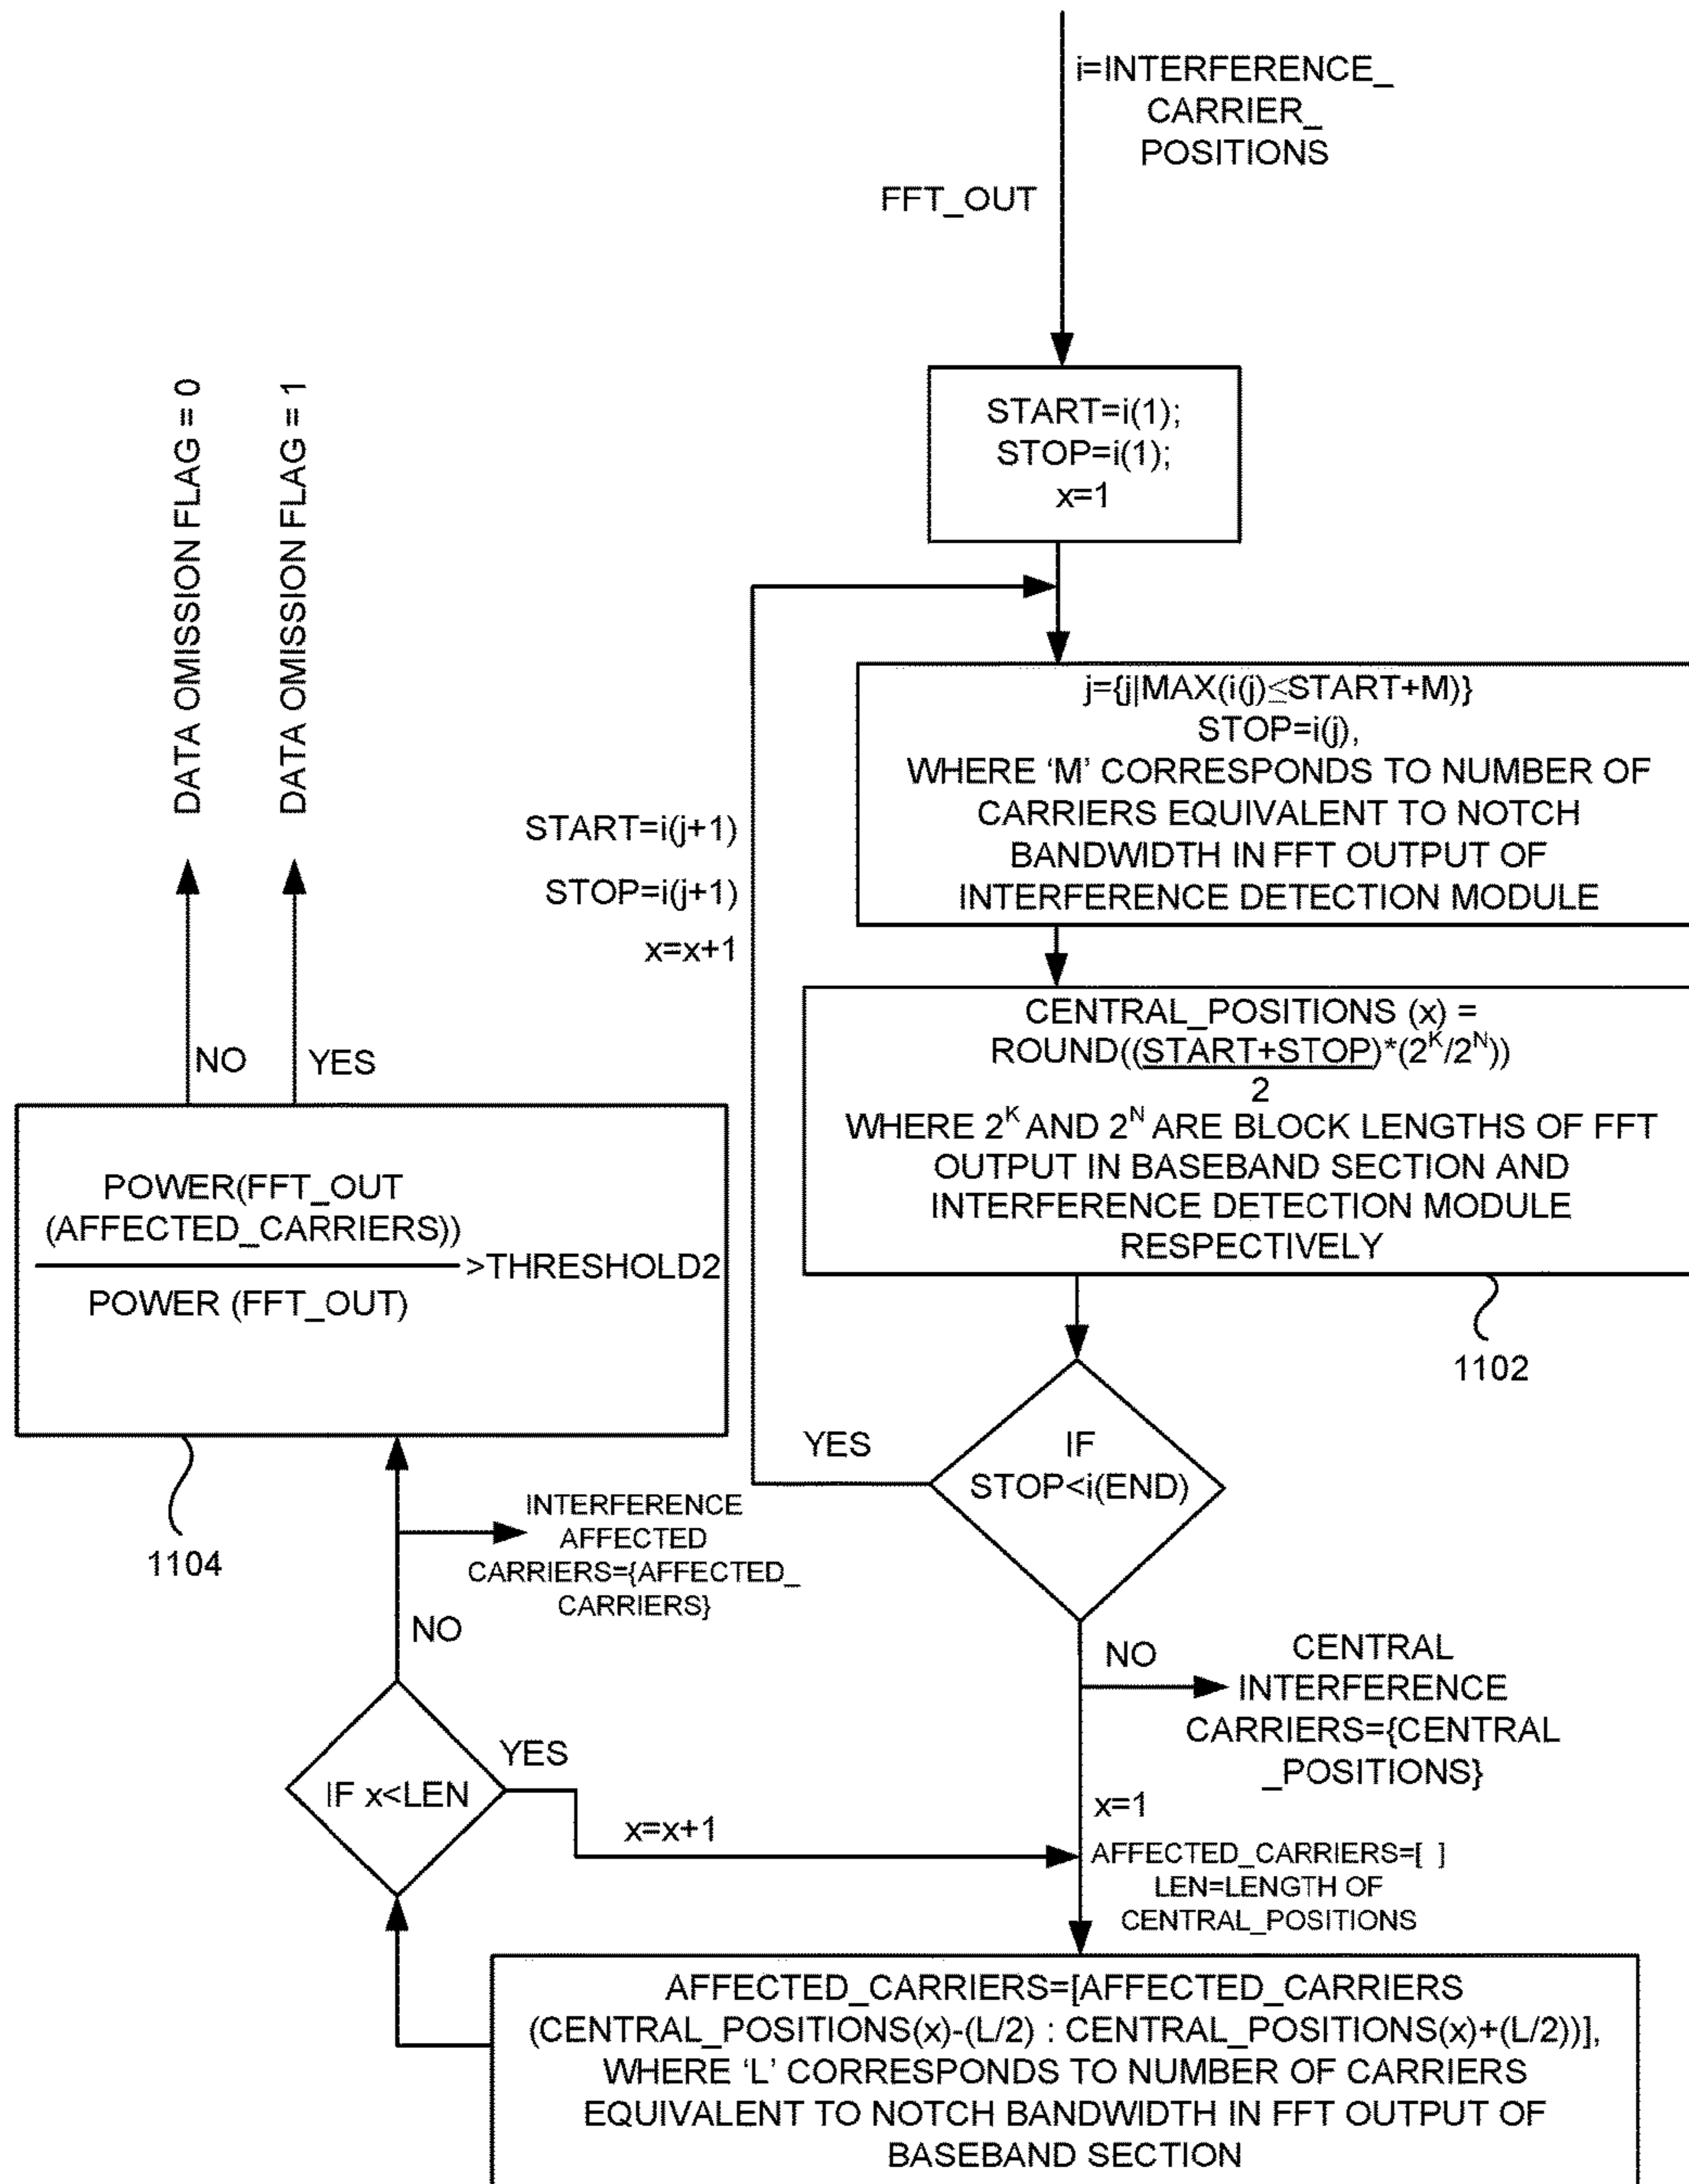 i=INTERFERENCE_
CARRIER_
POSITIONS
FFT_OUT
START=i(1);
STOP=i(1);
x=1
DATA OMISSION FLAG = 0
DATA OMISSION FLAG = 1
START=i(j+1)
STOP=i(j+1)
x=x+1
j={j|MAX(i(j)≤START+M)}
STOP=i(j),
WHERE 'M' CORRESPONDS TO NUMBER OF
CARRIERS EQUIVALENT TO NOTCH
BANDWIDTH IN FFT OUTPUT OF
INTERFERENCE DETECTION MODULE
CENTRAL_POSITIONS (x) =
ROUND((START+STOP)*(2^K/2^N))
2
WHERE 2^K AND 2^N ARE BLOCK LENGTHS OF FFT
OUTPUT IN BASEBAND SECTION AND
INTERFERENCE DETECTION MODULE
RESPECTIVELY
1102
NO
YES
POWER(FFT_OUT
(AFFECTED_CARRIERS))
>THRESHOLD2
POWER (FFT_OUT)
1104
YES
IF
STOP<i(END)
INTERFERENCE
AFFECTED
CARRIERS={AFFECTED_
CARRIERS}
NO
NO
CENTRAL
INTERFERENCE
CARRIERS={CENTRAL
_POSITIONS}
IF x<LEN
YES
x=x+1
x=1
AFFECTED_CARRIERS=[ ]
LEN=LENGTH OF
CENTRAL_POSITIONS
AFFECTED_CARRIERS=[AFFECTED_CARRIERS
(CENTRAL_POSITIONS(x)-(L/2) : CENTRAL_POSITIONS(x)+(L/2))],
WHERE 'L' CORRESPONDS TO NUMBER OF CARRIERS
EQUIVALENT TO NOTCH BANDWIDTH IN FFT OUTPUT OF
BASEBAND SECTION